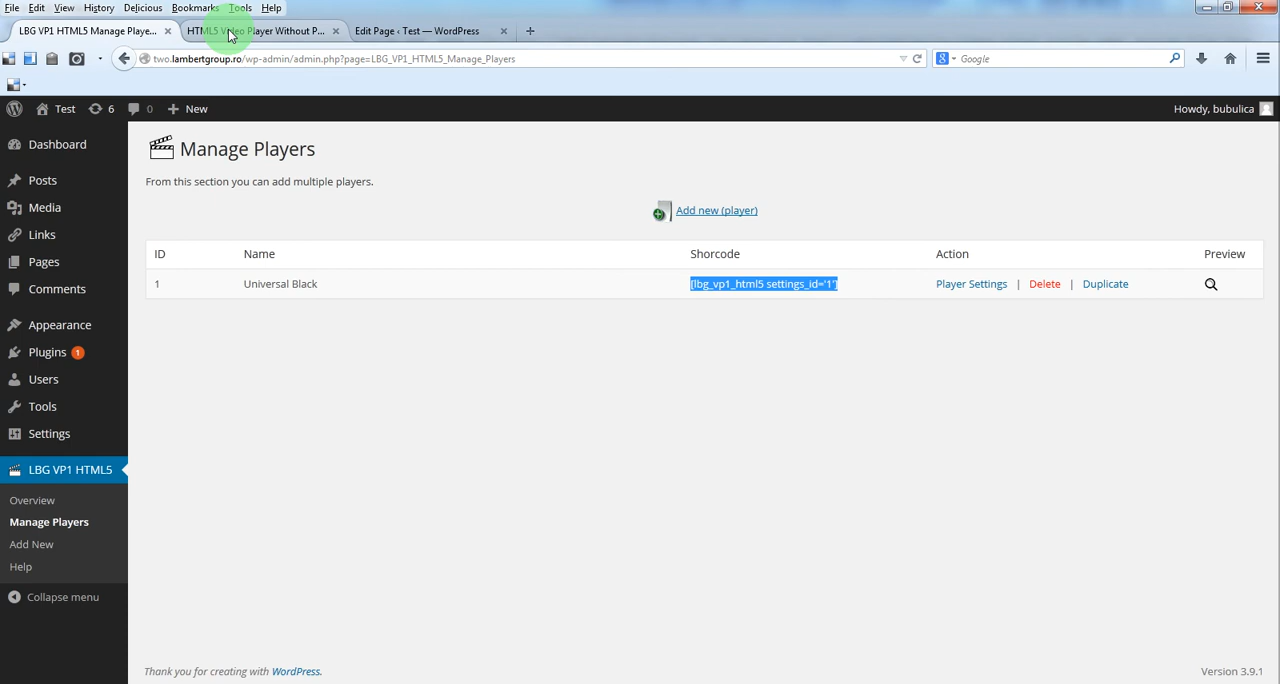 File Edit View History Delicious Bookmarks Tools Help
LBG VP1 HTML5 Manage Playe... × HTML5 Video Player Without P... × Edit Page ‹ Test — WordPress × +
two.lambertgroup.ro/wp-admin/admin.php?page=LBG_VP1_HTML5_Manage_Players Google
Test 6 0 + New Howdy, bubulica
Dashboard
Posts
Media
Links
Pages
Comments
Appearance
Plugins 1
Users
Tools
Settings
LBG VP1 HTML5
Overview
Manage Players
Add New
Help
Collapse menu
Manage Players
From this section you can add multiple players.
Add new (player)
ID Name Shorcode Action Preview
1 Universal Black [lbg_vp1_html5 settings_id='1'] Player Settings | Delete | Duplicate
Thank you for creating with WordPress. Version 3.9.1